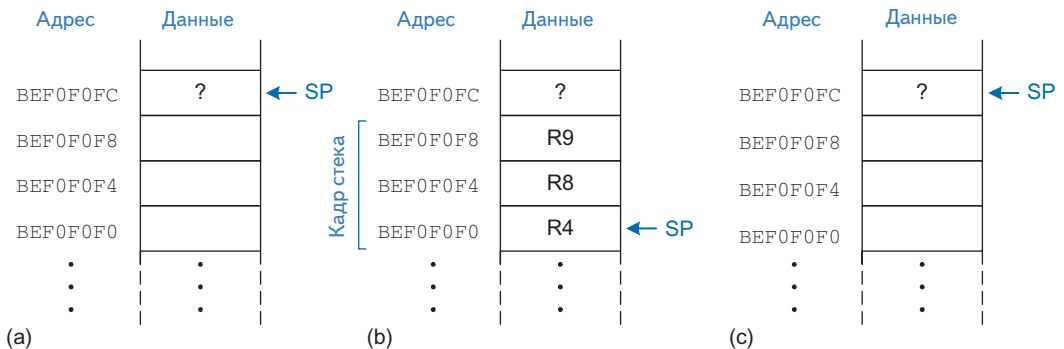 Адрес Данные
BEF0F0FC ? SP
BEF0F0F8
BEF0F0F4
BEF0F0F0
(a)
Адрес Данные
BEF0F0FC ?
Кадр стека
BEF0F0F8 R9
BEF0F0F4 R8
BEF0F0F0 R4 SP
(b)
Адрес Данные
BEF0F0FC ? SP
BEF0F0F8
BEF0F0F4
BEF0F0F0
(c)